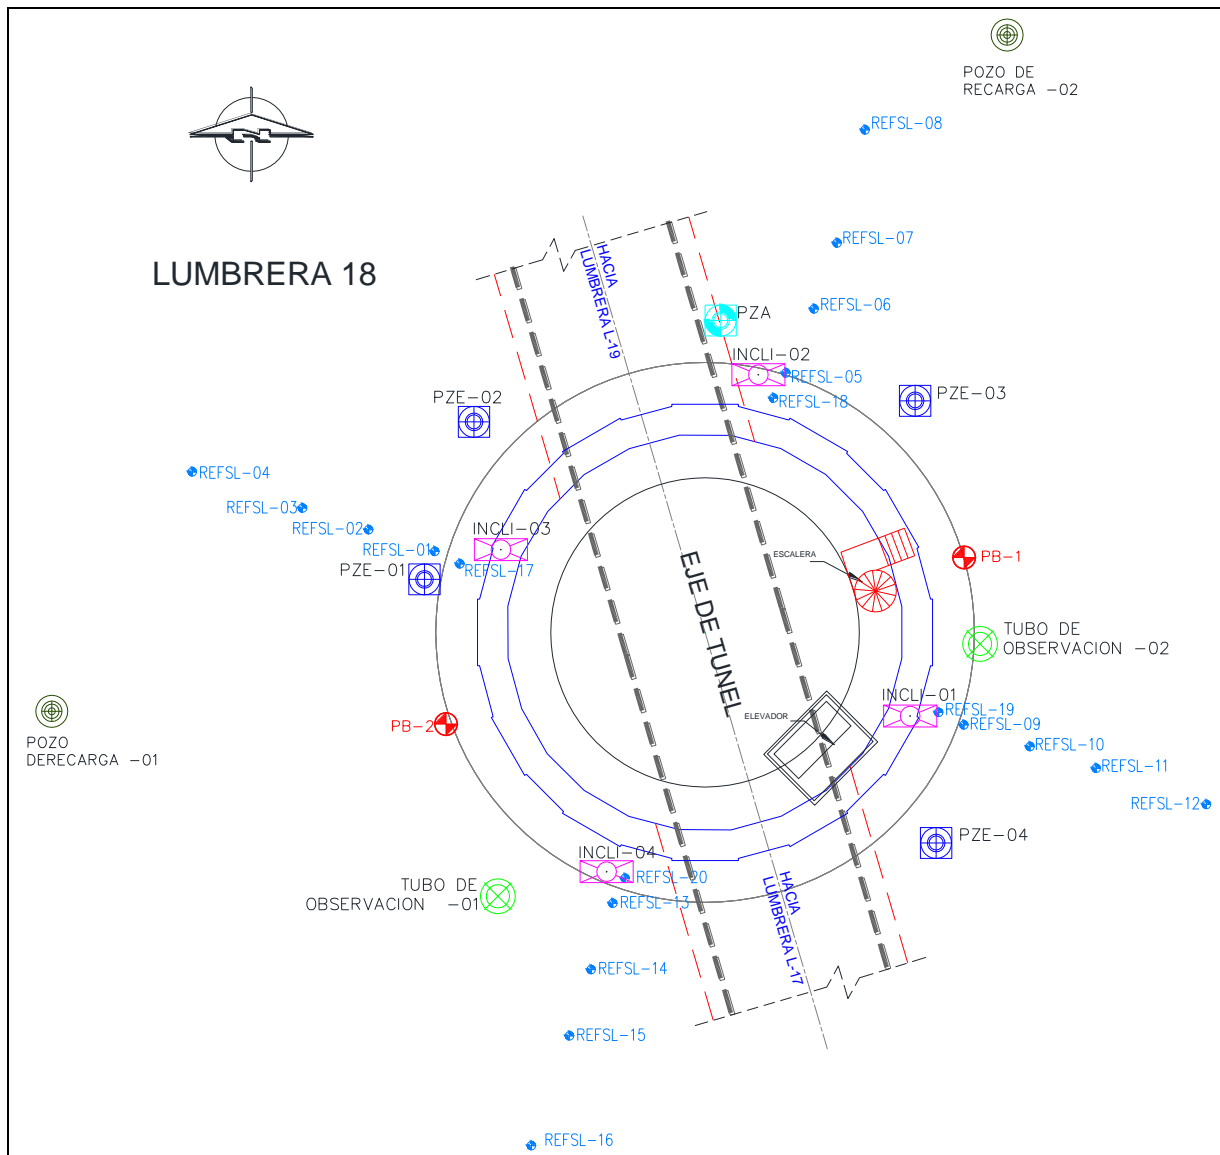 POZO DE
RECARGA -02
REFSL-08
N
LUMBRERA 18
HACIA
LUMBRERA L-19
REFSL-07
REFSL-06
PZA
INCLI-02
REFSL-05
REFSL-18
PZE-02
PZE-03
REFSL-04
REFSL-03
REFSL-02
REFSL-01
INCLI-03
PZE-01
REFSL-17
EJE DE TUNEL
ESCALERA
PB-1
TUBO DE
OBSERVACION -02
INCLI-01
REFSL-19
REFSL-09
ELEVADOR
PB-2
POZO
DERECARGA -01
REFSL-10
REFSL-11
REFSL-12
PZE-04
INCLI-04
REFSL-20
REFSL-13
TUBO DE
OBSERVACION -01
HACIA
LUMBRERA L-17
REFSL-14
REFSL-15
REFSL-16